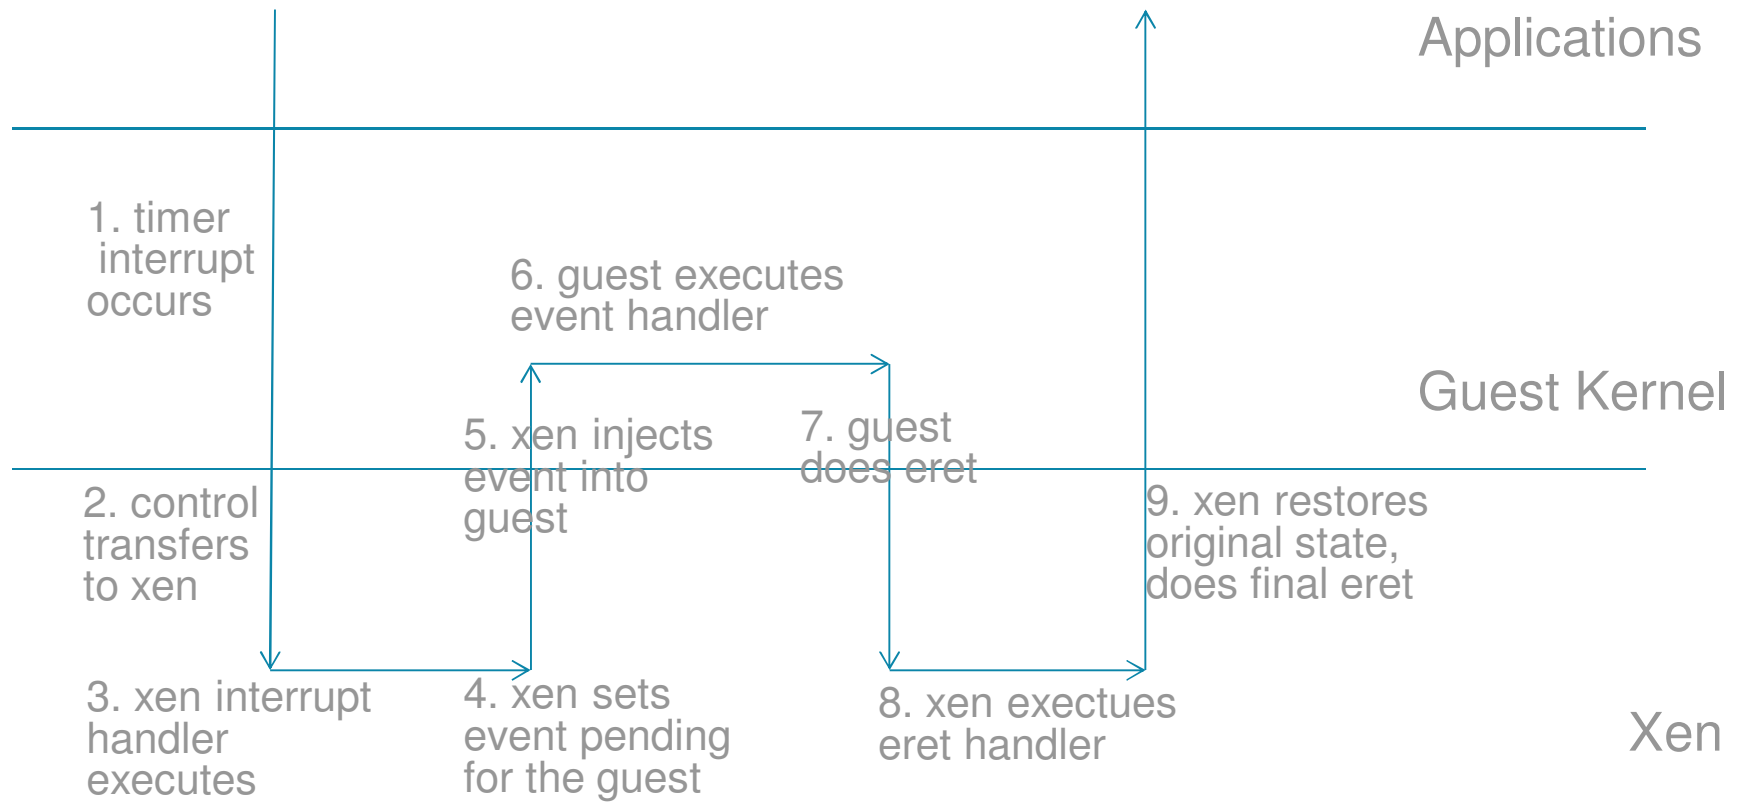 Applications
1. timer
interrupt
occurs
6. guest executes
event handler
Guest Kernel
5. xen injects
event into
guest
7. guest
does eret
2. control
transfers
to xen
9. xen restores
original state,
does final eret
3. xen interrupt
handler
executes
4. xen sets
event pending
for the guest
8. xen exectues
eret handler
Xen